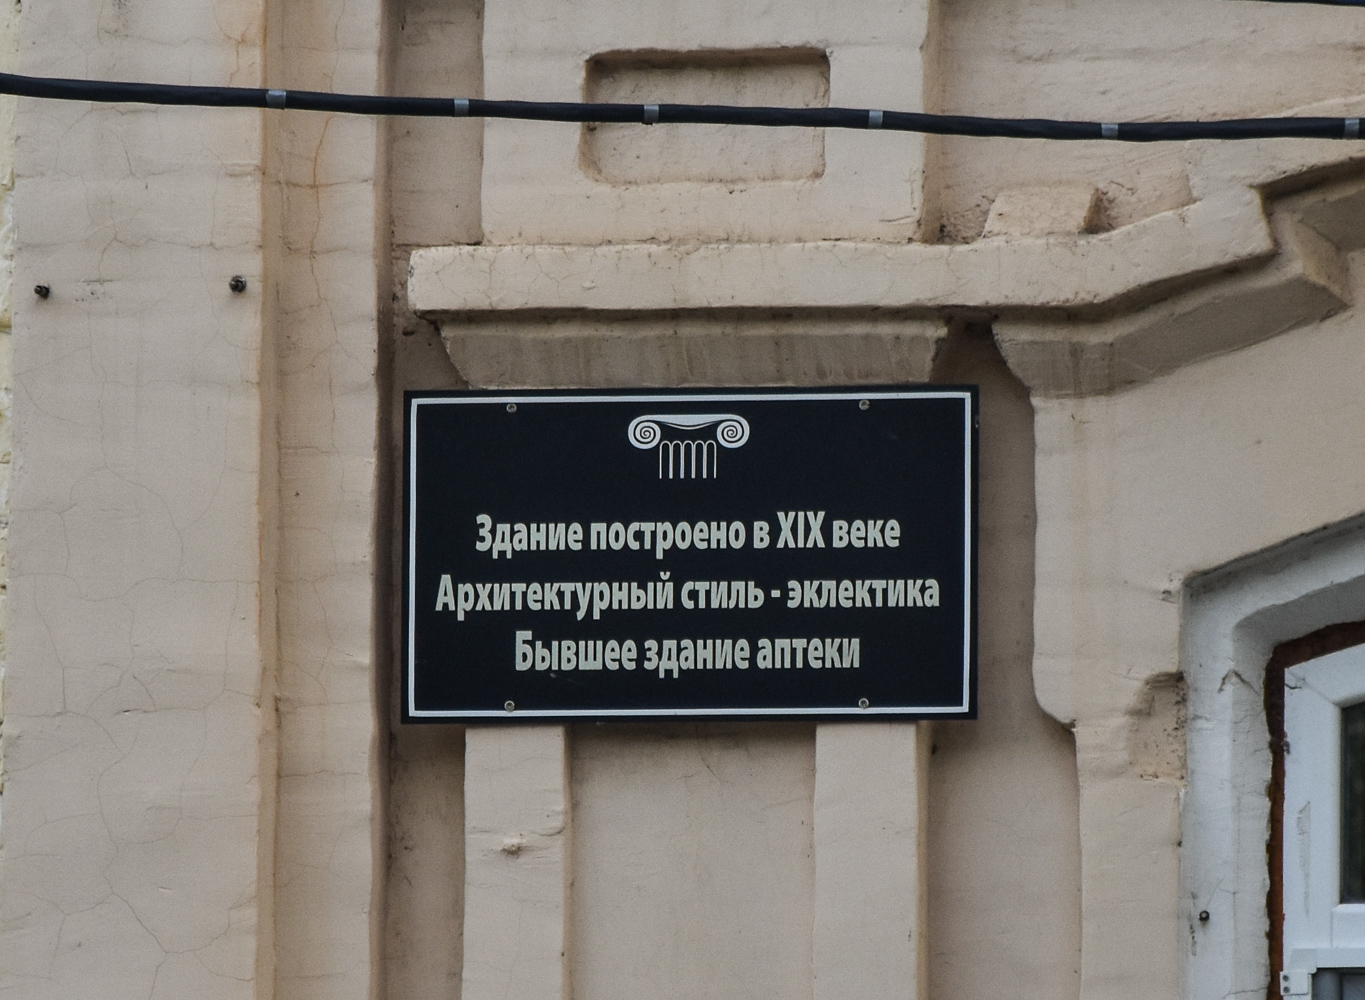 Здание построено в XIX веке
Архитектурный стиль - эклектика
Бывшее здание аптеки